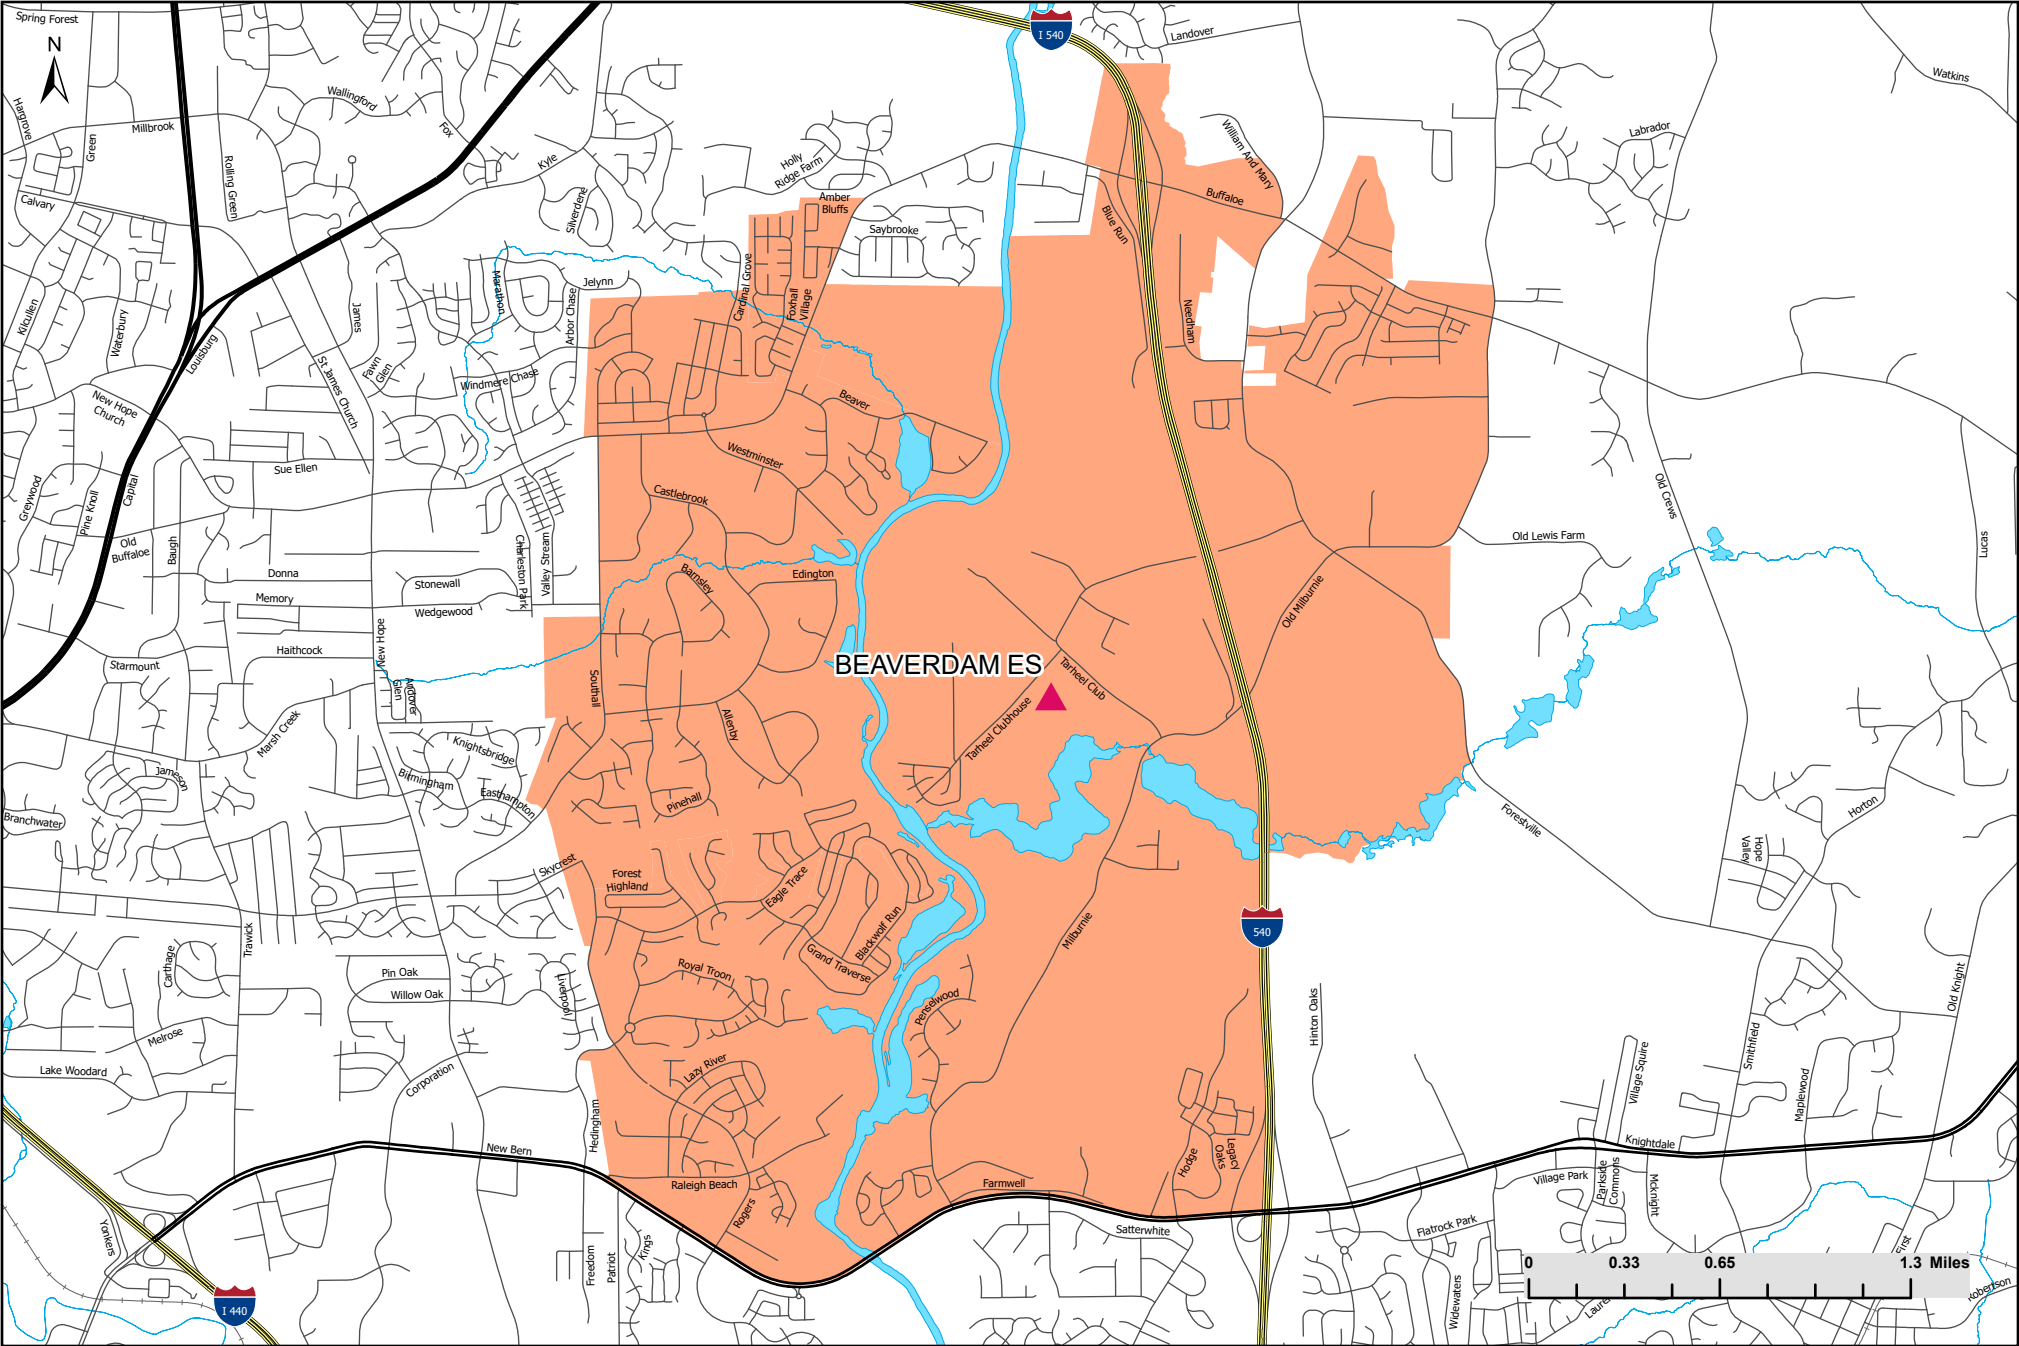 Spring Forest
N
I 540
Landover
Watkins
Hargrove
Green
Millbrook
Wallingford
Fox
Kyle
Rolling Green
Holly
Ridge Farm
William And Mary
Labrador
Calvary
Silverdene
Amber
Bluffs
Saybrooke
Buffaloe
Blue Run
Kilcullen
Waterbury
James
Marathon
Jelynn
Arbor Chase
Cardinal Grove
Foxhall
Village
Needham
Louisburg
St James Church
Fawn
Glen
Windmere Chase
New Hope
Church
Beaver
Westminster
Sue Ellen
Greywood
Pine Knoll
Capital
Castlebrook
Old Crews
Old
Buffaloe
Baugh
Charleston Park
Valley Stream
Old Lewis Farm
Lucas
Donna
Stonewall
Barnsley
Edington
Memory
Wedgewood
Old Milburnie
New Hope
Haithcock
Starmount
BEAVERDAM ES
Andover
Glen
Southall
Tarheel Club
Allenby
Tarheel Clubhouse
Marsh Creek
Knightsbridge
Jameson
Birmingham
Easthampton
Pinehall
Branchwater
Forestville
Horton
Hope
Valley
Skycrest
Forest
Highland
Eagle Trace
Trawick
Blackwolf Run
Milburnie
540
Carthage
Grand Traverse
Pin Oak
Willow Oak
Liverpool
Royal Troon
Penselwood
Hinton Oaks
Old Knight
Melrose
Smithfield
Lake Woodard
Corporation
Lazy River
Village Squire
Maplewood
Hedingham
New Bern
Knightdale
Raleigh Beach
Farmwell
Hodge
Legacy
Oaks
Village Park
Parkside
Commons
Mcknight
Rogers
Yonkers
Kings
Satterwhite
Flatrock Park
First
Freedom
Patriot
0 0.33 0.65 1.3 Miles
Widewaters
Robertson
I 440